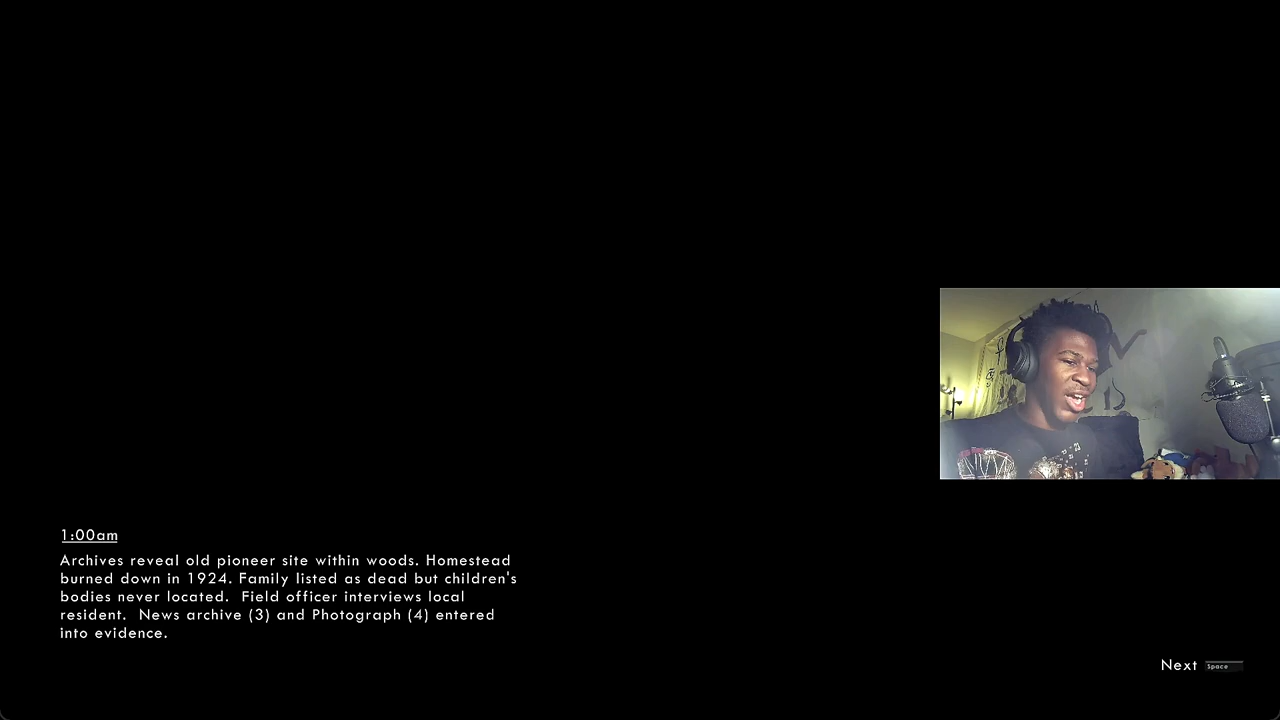 1:00am
Archives reveal old pioneer site within woods. Homestead
burned down in 1924. Family listed as dead but children's
bodies never located.  Field officer interviews local
resident.  News archive (3) and Photograph (4) entered
into evidence.
Next Space